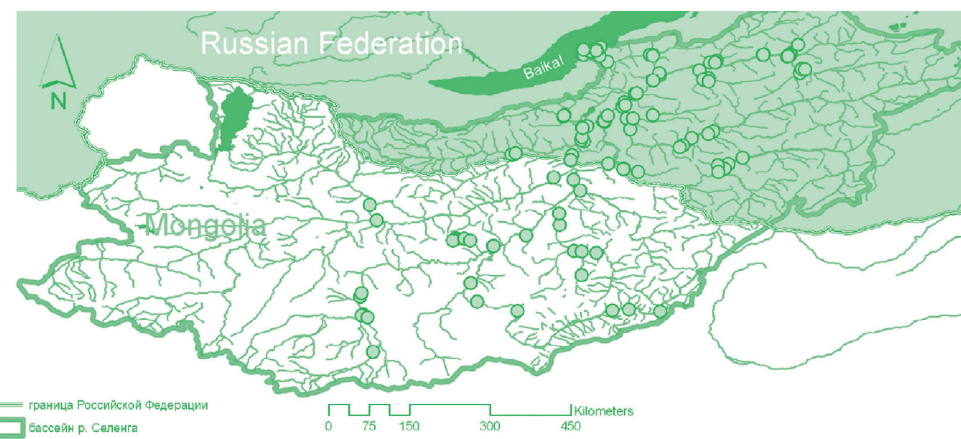 Russian Federation
Baikal
N
Mongolia
граница Российской Федерации
бассейн р. Селенга
Kilometers
0 75 150 300 450